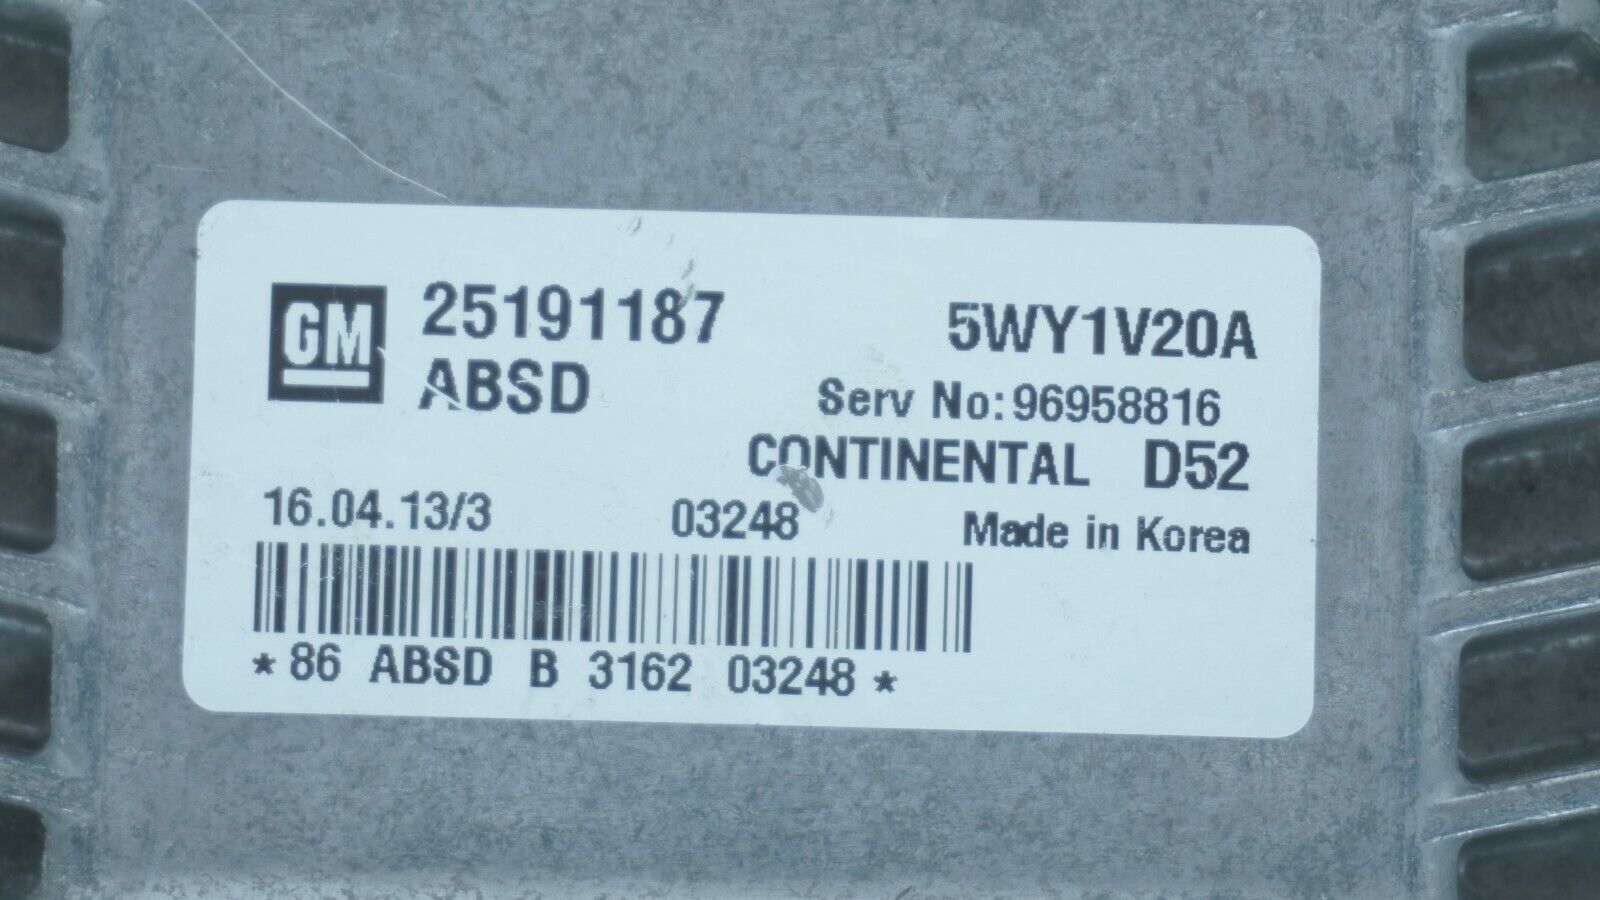 GM 25191187 5WY1V20A
ABSD Serv No: 96958816
CONTINENTAL D52
16.04.13/3 03248 Made in Korea
* 86 ABSD B 3162 03248 *